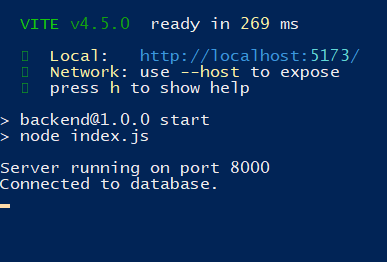 VITE v4.5.0 ready in 269 ms
Local: http://localhost:5173/
Network: use --host to expose
press h to show help
> backend@1.0.0 start
> node index.js
Server running on port 8000
Connected to database.